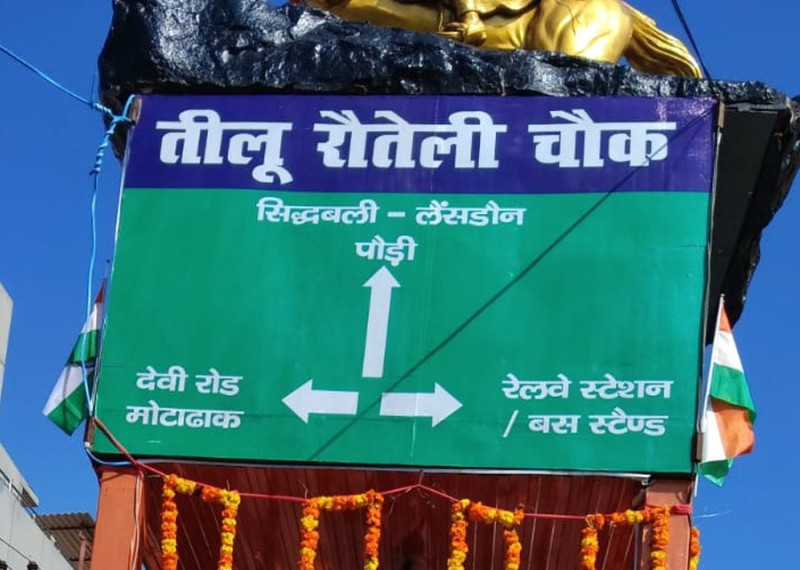 तीलू रौतेली चौक
सिद्धबली – लैंसडौन
पौड़ी
देवी रोड
मोटाढाक
रेलवे स्टेशन
/ बस स्टैण्ड